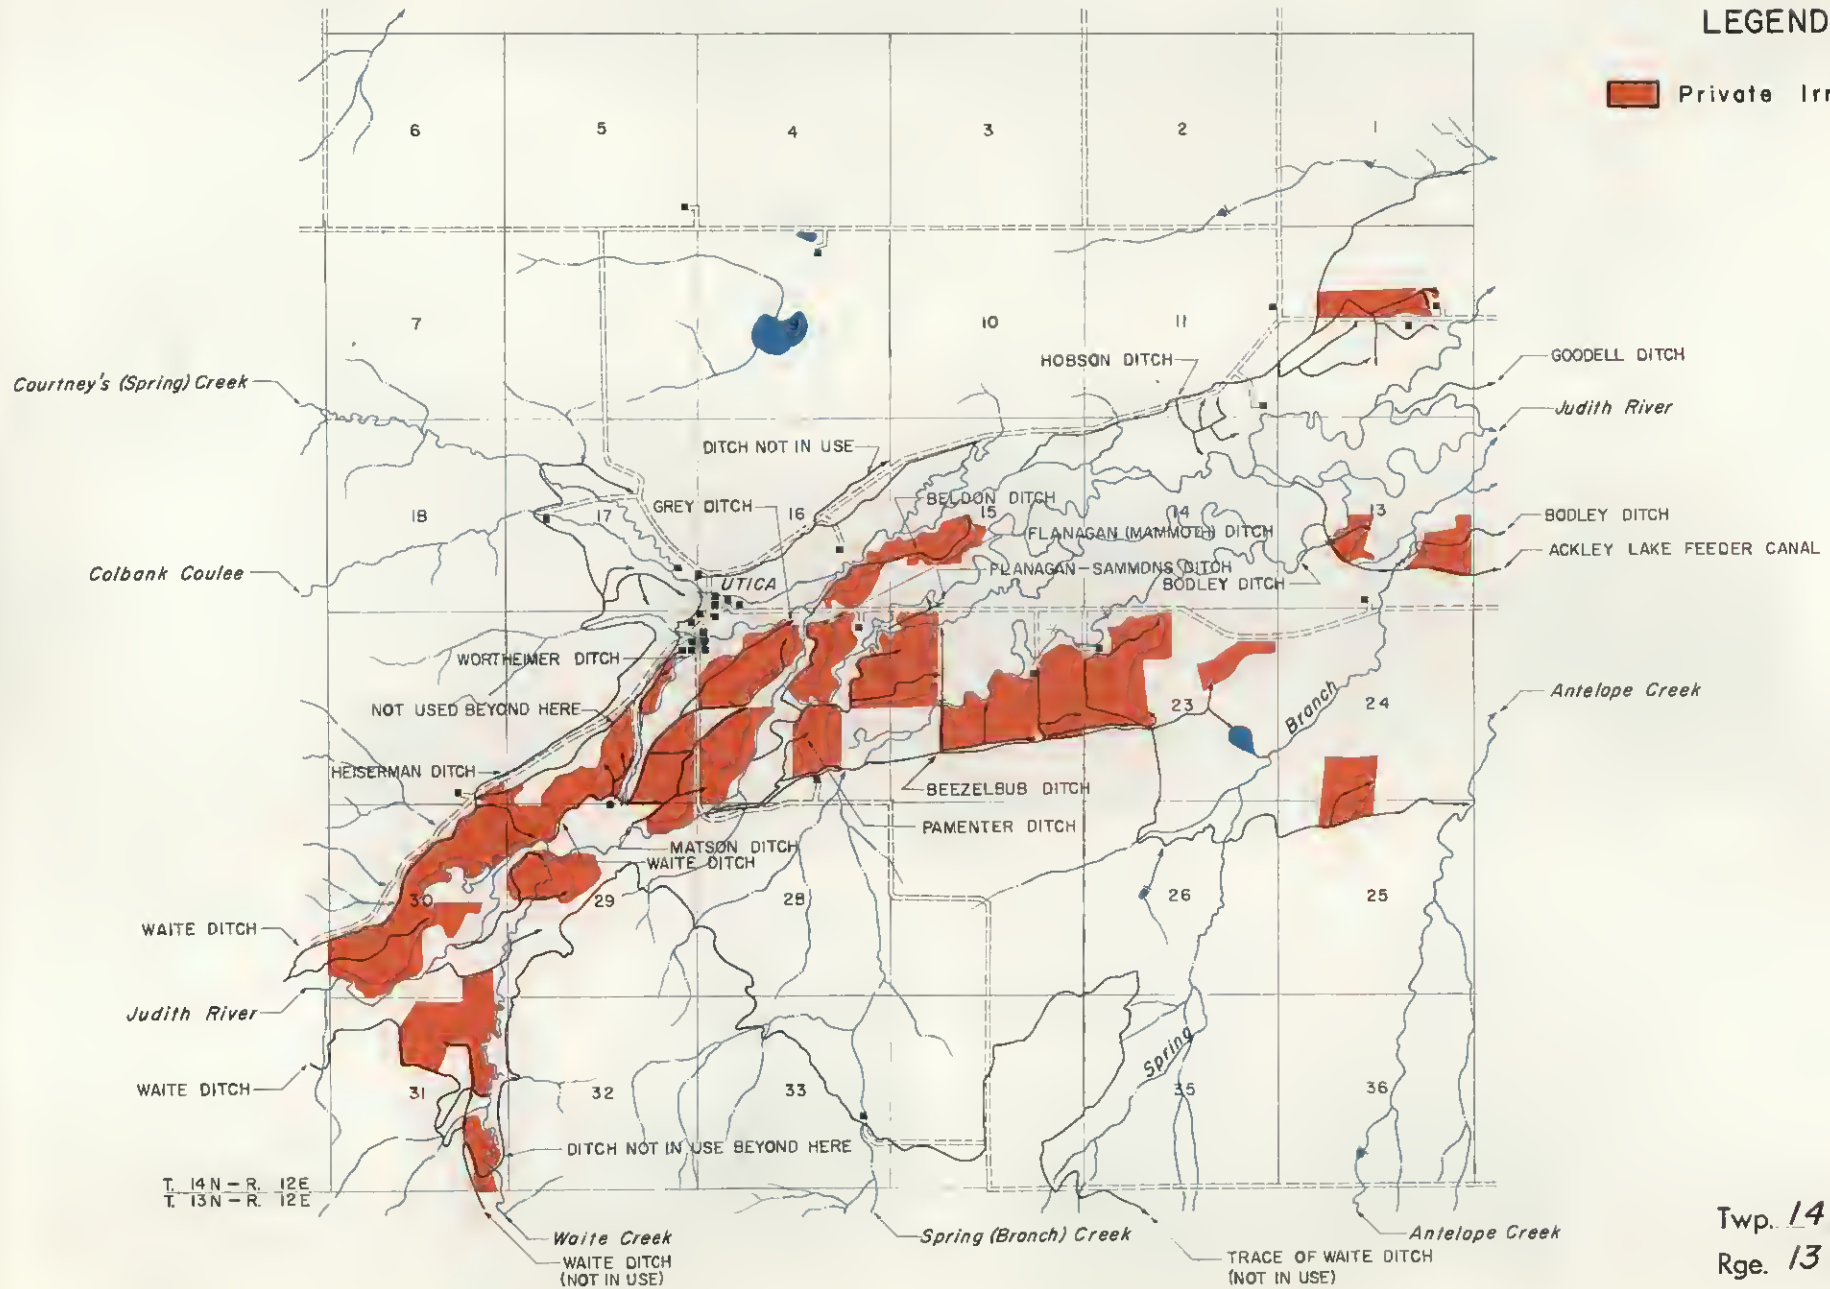 LEGEND
Private Irr
6
5
4
3
2
1
7
9
10
11
HOBSON DITCH
GOODELL DITCH
Courtney's (Spring) Creek
Judith River
DITCH NOT IN USE
BELDON DITCH
GREY DITCH
18
17
16
15
14
13
BODLEY DITCH
FLANAGAN (MAMMOTH) DITCH
ACKLEY LAKE FEEDER CANAL
Colbank Coulee
FLANAGAN-SAMMONS DITCH
UTICA
BODLEY DITCH
WORTHEIMER DITCH
NOT USED BEYOND HERE
23
Branch
24
Antelope Creek
HEISERMAN DITCH
BEEZELBUB DITCH
PAMENTER DITCH
MATSON DITCH
WAITE DITCH
30
29
28
26
25
WAITE DITCH
Judith River
Spring
WAITE DITCH
31
32
33
35
36
DITCH NOT IN USE BEYOND HERE
T. 14N - R. 12E
T. 13N - R. 12E
Waite Creek
WAITE DITCH
(NOT IN USE)
Spring (Branch) Creek
TRACE OF WAITE DITCH
(NOT IN USE)
Antelope Creek
Twp. 14
Rge. 13